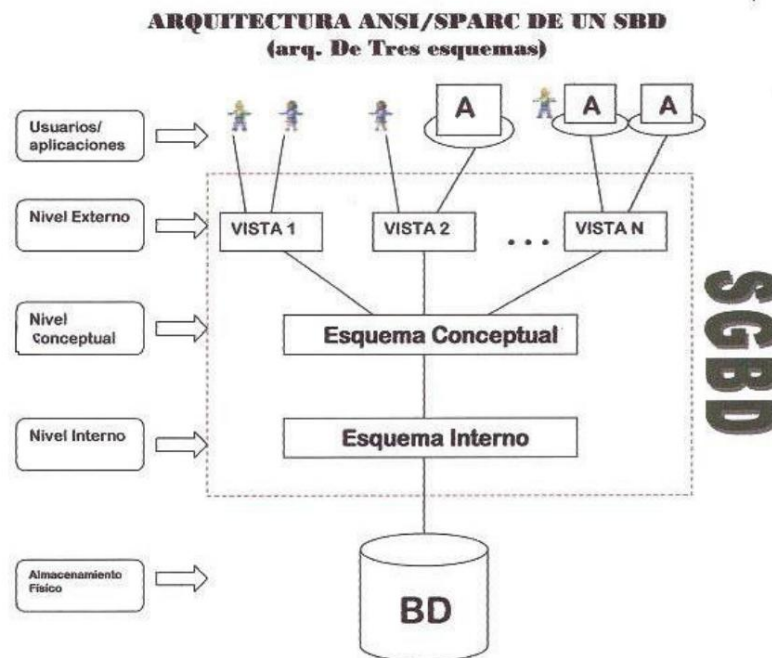 ARQUITECTURA ANSI/SPARC DE UN SBD
(arq. De Tres esquemas)
Usuarios/
aplicaciones
A
A
A
Nivel Externo
VISTA 1
VISTA 2
...
VISTA N
Nivel
Conceptual
Esquema Conceptual
Nivel Interno
Esquema Interno
SGBD
Almacenamiento
Físico
BD